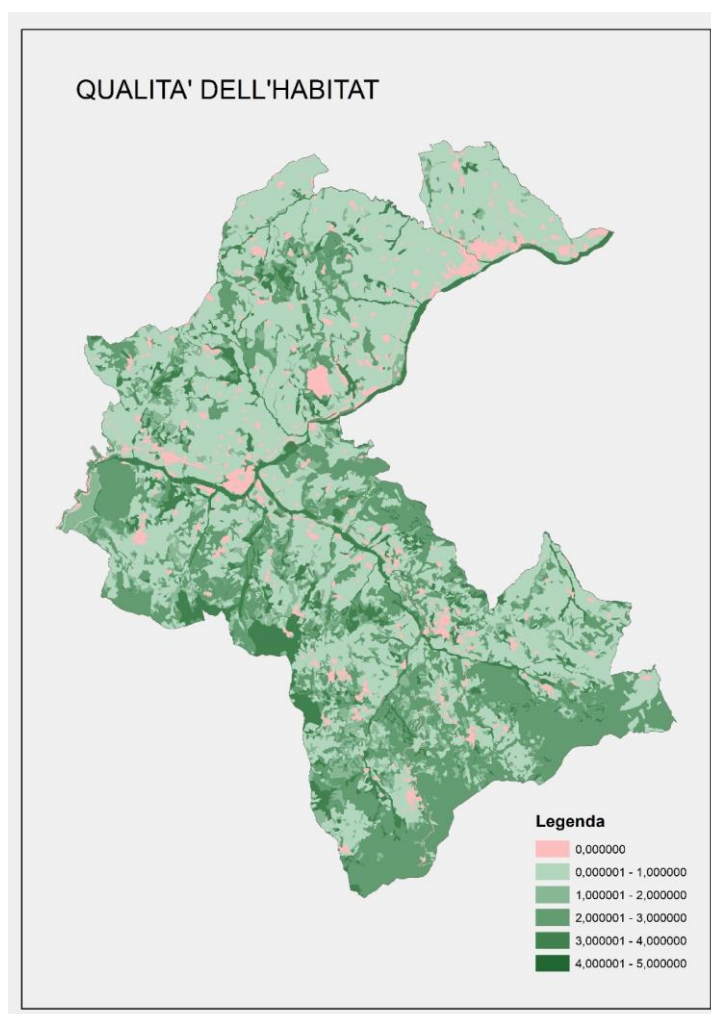 QUALITA' DELL'HABITAT
Legenda
0,000000
0,000001 - 1,000000
1,000001 - 2,000000
2,000001 - 3,000000
3,000001 - 4,000000
4,000001 - 5,000000